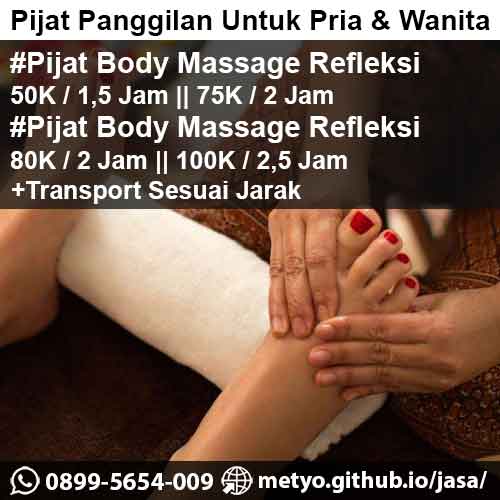 Pijat Panggilan Untuk Pria & Wanita
#Pijat Body Massage Refleksi
50K / 1,5 Jam || 75K / 2 Jam
#Pijat Body Massage Refleksi
80K / 2 Jam || 100K / 2,5 Jam
+Transport Sesuai Jarak
0899-5654-009 metyo.github.io/jasa/